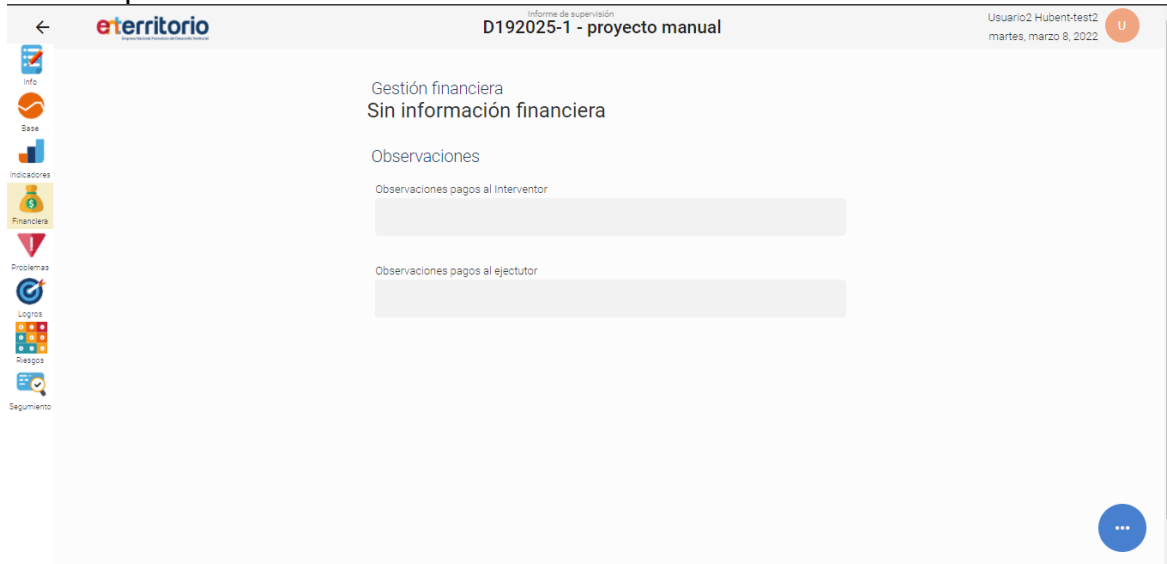 Informe de supervisión
eterritorio
D192025-1 - proyecto manual
Usuario2 Hubent-test2
martes, marzo 8, 2022
U
Info
Base
Indicadores
Financiera
Problemas
Logros
Riesgos
Seguimiento
Gestión financiera
Sin información financiera
Observaciones
Observaciones pagos al Interventor
Observaciones pagos al ejectutor